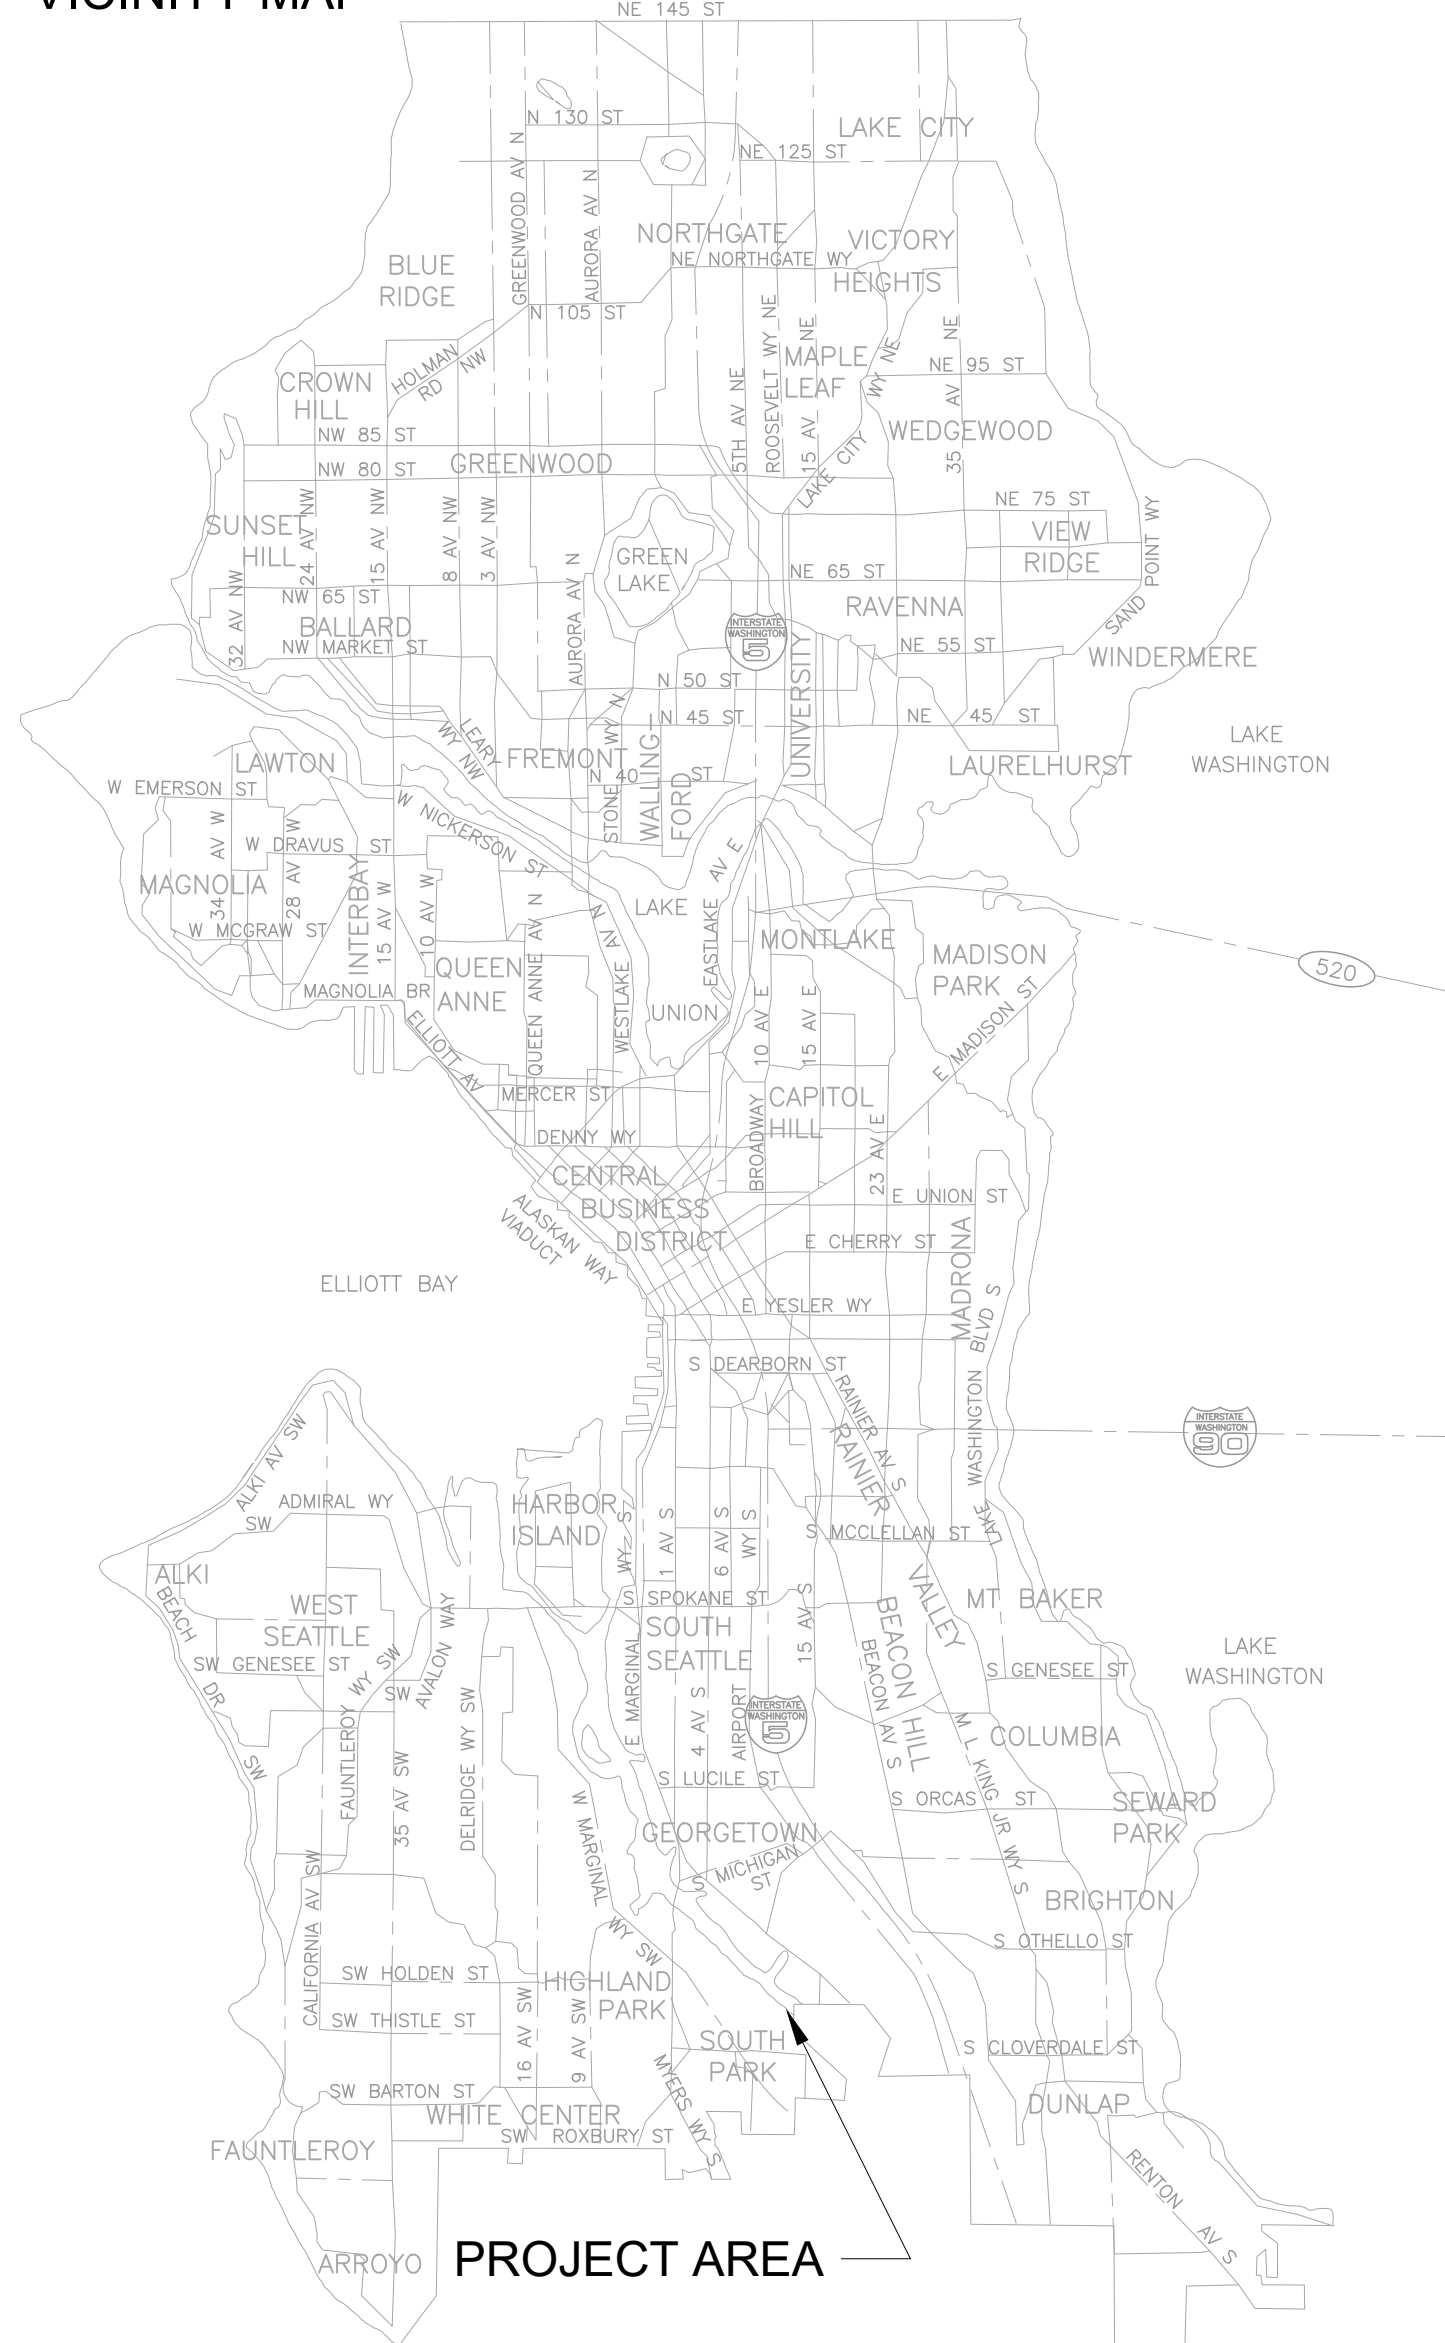 VICINITY MAP
NE 145 ST
N 130 ST
LAKE CITY
NE 125 ST
GREENWOOD AV N
AURORA AV N
NORTHGATE
VICTORY
HEIGHTS
NE NORTHGATE WY
BLUE
RIDGE
N 105 ST
HOLMAN
RD NW
CROWN
HILL
5TH AV NE
ROOSEVELT WY NE
15 AV NE
MAPLE
LEAF
LAKE CITY WY NE
35 AV NE
NE 95 ST
WEDGEWOOD
NW 85 ST
GREENWOOD
NW 80 ST
SUNSET
HILL
24 AV NW
15 AV NW
8 AV NW
3 AV NW
NE 75 ST
VIEW
RIDGE
SAND POINT WY
GREEN
LAKE
AURORA AV N
NE 65 ST
NW 65 ST
32 AV NW
RAVENNA
BALLARD
NW MARKET ST
INTERSTATE
WASHINGTON
5
UNIVERSITY
NE 55 ST
WINDERMERE
N 50 ST
N 45 ST
NE 45 ST
LEARY
WY NW
FREMONT
STONE WY N
WALLING-
FORD
N 40 ST
LAURELHURST
LAKE
WASHINGTON
LAWTON
W EMERSON ST
W NICKERSON ST
34 AV W
W DRAVUS ST
28 AV W
MAGNOLIA
INTERBAY
15 AV W
10 AV W
W MCGRAW ST
QUEEN
ANNE
QUEEN ANNE AV N
WESTLAKE AV N
LAKE
UNION
EASTLAKE AV E
MONTLAKE
MADISON
PARK
520
MAGNOLIA BR
ELLIOTT AV
10 AV E
15 AV E
E MADISON ST
MERCER ST
CAPITOL
HILL
DENNY WY
BROADWAY
23 AV E
CENTRAL
BUSINESS
DISTRICT
E UNION ST
ALASKAN WAY
VIADUCT
E CHERRY ST
MADRONA
ELLIOTT BAY
E YESLER WY
LAKE WASHINGTON BLVD S
S DEARBORN ST
RAINIER AV S
RAINIER
VALLEY
INTERSTATE
WASHINGTON
90
ALKI AV SW
ADMIRAL WY
SW
HARBOR
ISLAND
E MARGINAL WY S
1 AV S
6 AV S
AIRPORT WY S
S MCCLELLAN ST
LAKE
ALKI
BEACH DR SW
WEST
SEATTLE
S SPOKANE ST
SOUTH
SEATTLE
15 AV S
BEACON HILL
BEACON AV S
MT BAKER
AVALON WAY
SW
SW GENESEE ST
FAUNTLEROY WY SW
S GENESEE ST
LAKE
WASHINGTON
35 AV SW
DELRIDGE WY SW
4 AV S
INTERSTATE
WASHINGTON
5
M L KING JR WY S
COLUMBIA
S LUCILE ST
S ORCAS ST
SEWARD
PARK
W MARGINAL WY SW
GEORGETOWN
S MICHIGAN
ST
CALIFORNIA AV SW
BRIGHTON
S OTHELLO ST
SW HOLDEN ST
HIGHLAND
PARK
SW THISTLE ST
16 AV SW
9 AV SW
SOUTH
PARK
S CLOVERDALE ST
MYERS WY S
SW BARTON ST
WHITE CENTER
DUNLAP
SW ROXBURY ST
FAUNTLEROY
RENTON AV S
PROJECT AREA
ARROYO